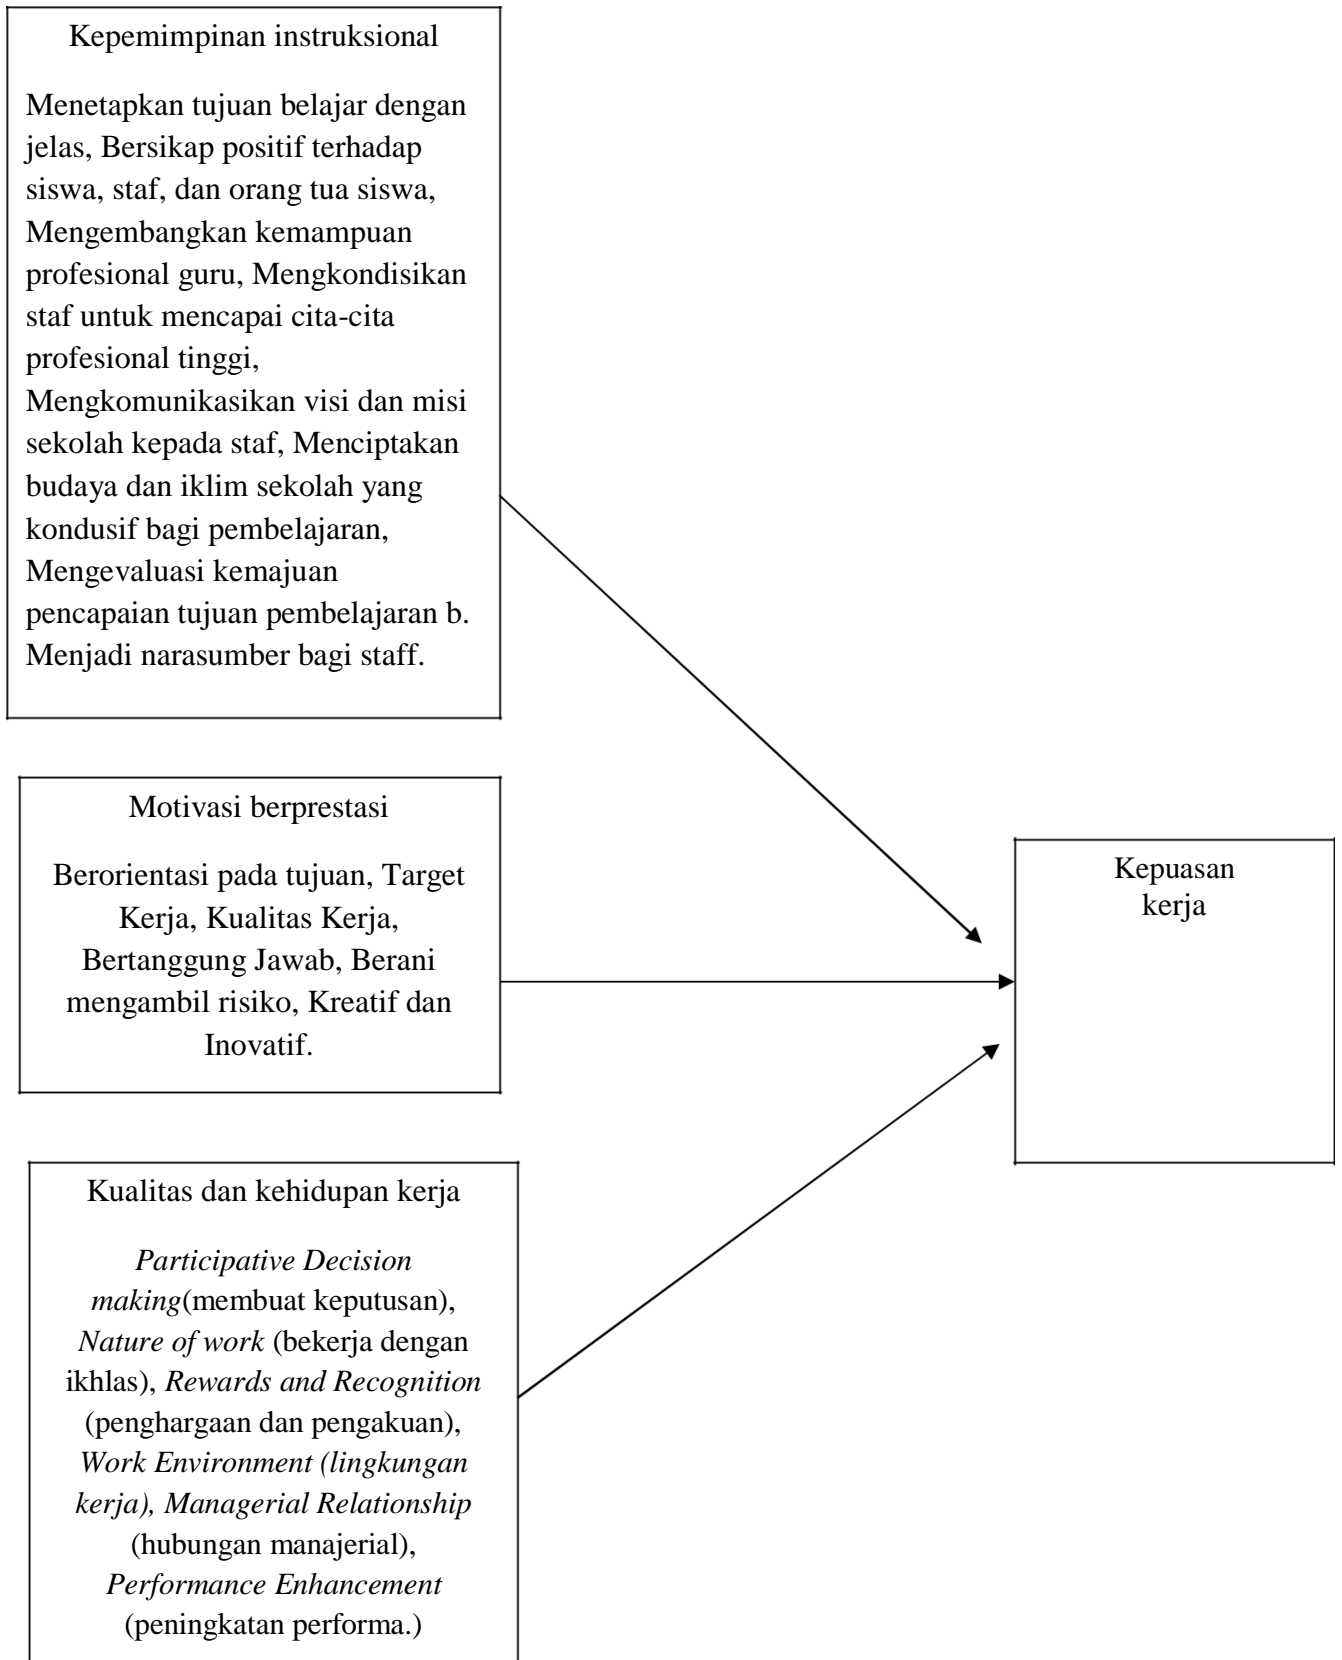 Kepemimpinan instruksional
Menetapkan tujuan belajar dengan
jelas, Bersikap positif terhadap
siswa, staf, dan orang tua siswa,
Mengembangkan kemampuan
profesional guru, Mengkondisikan
staf untuk mencapai cita-cita
profesional tinggi,
Mengkomunikasikan visi dan misi
sekolah kepada staf, Menciptakan
budaya dan iklim sekolah yang
kondusif bagi pembelajaran,
Mengevaluasi kemajuan
pencapaian tujuan pembelajaran b.
Menjadi narasumber bagi staff.
Motivasi berprestasi
Berorientasi pada tujuan, Target
Kerja, Kualitas Kerja,
Bertanggung Jawab, Berani
mengambil risiko, Kreatif dan
Inovatif.
Kualitas dan kehidupan kerja
Participative Decision
making(membuat keputusan),
Nature of work (bekerja dengan
ikhlas), Rewards and Recognition
(penghargaan dan pengakuan),
Work Environment (lingkungan
kerja), Managerial Relationship
(hubungan manajerial),
Performance Enhancement
(peningkatan performa.)
Kepuasan
kerja